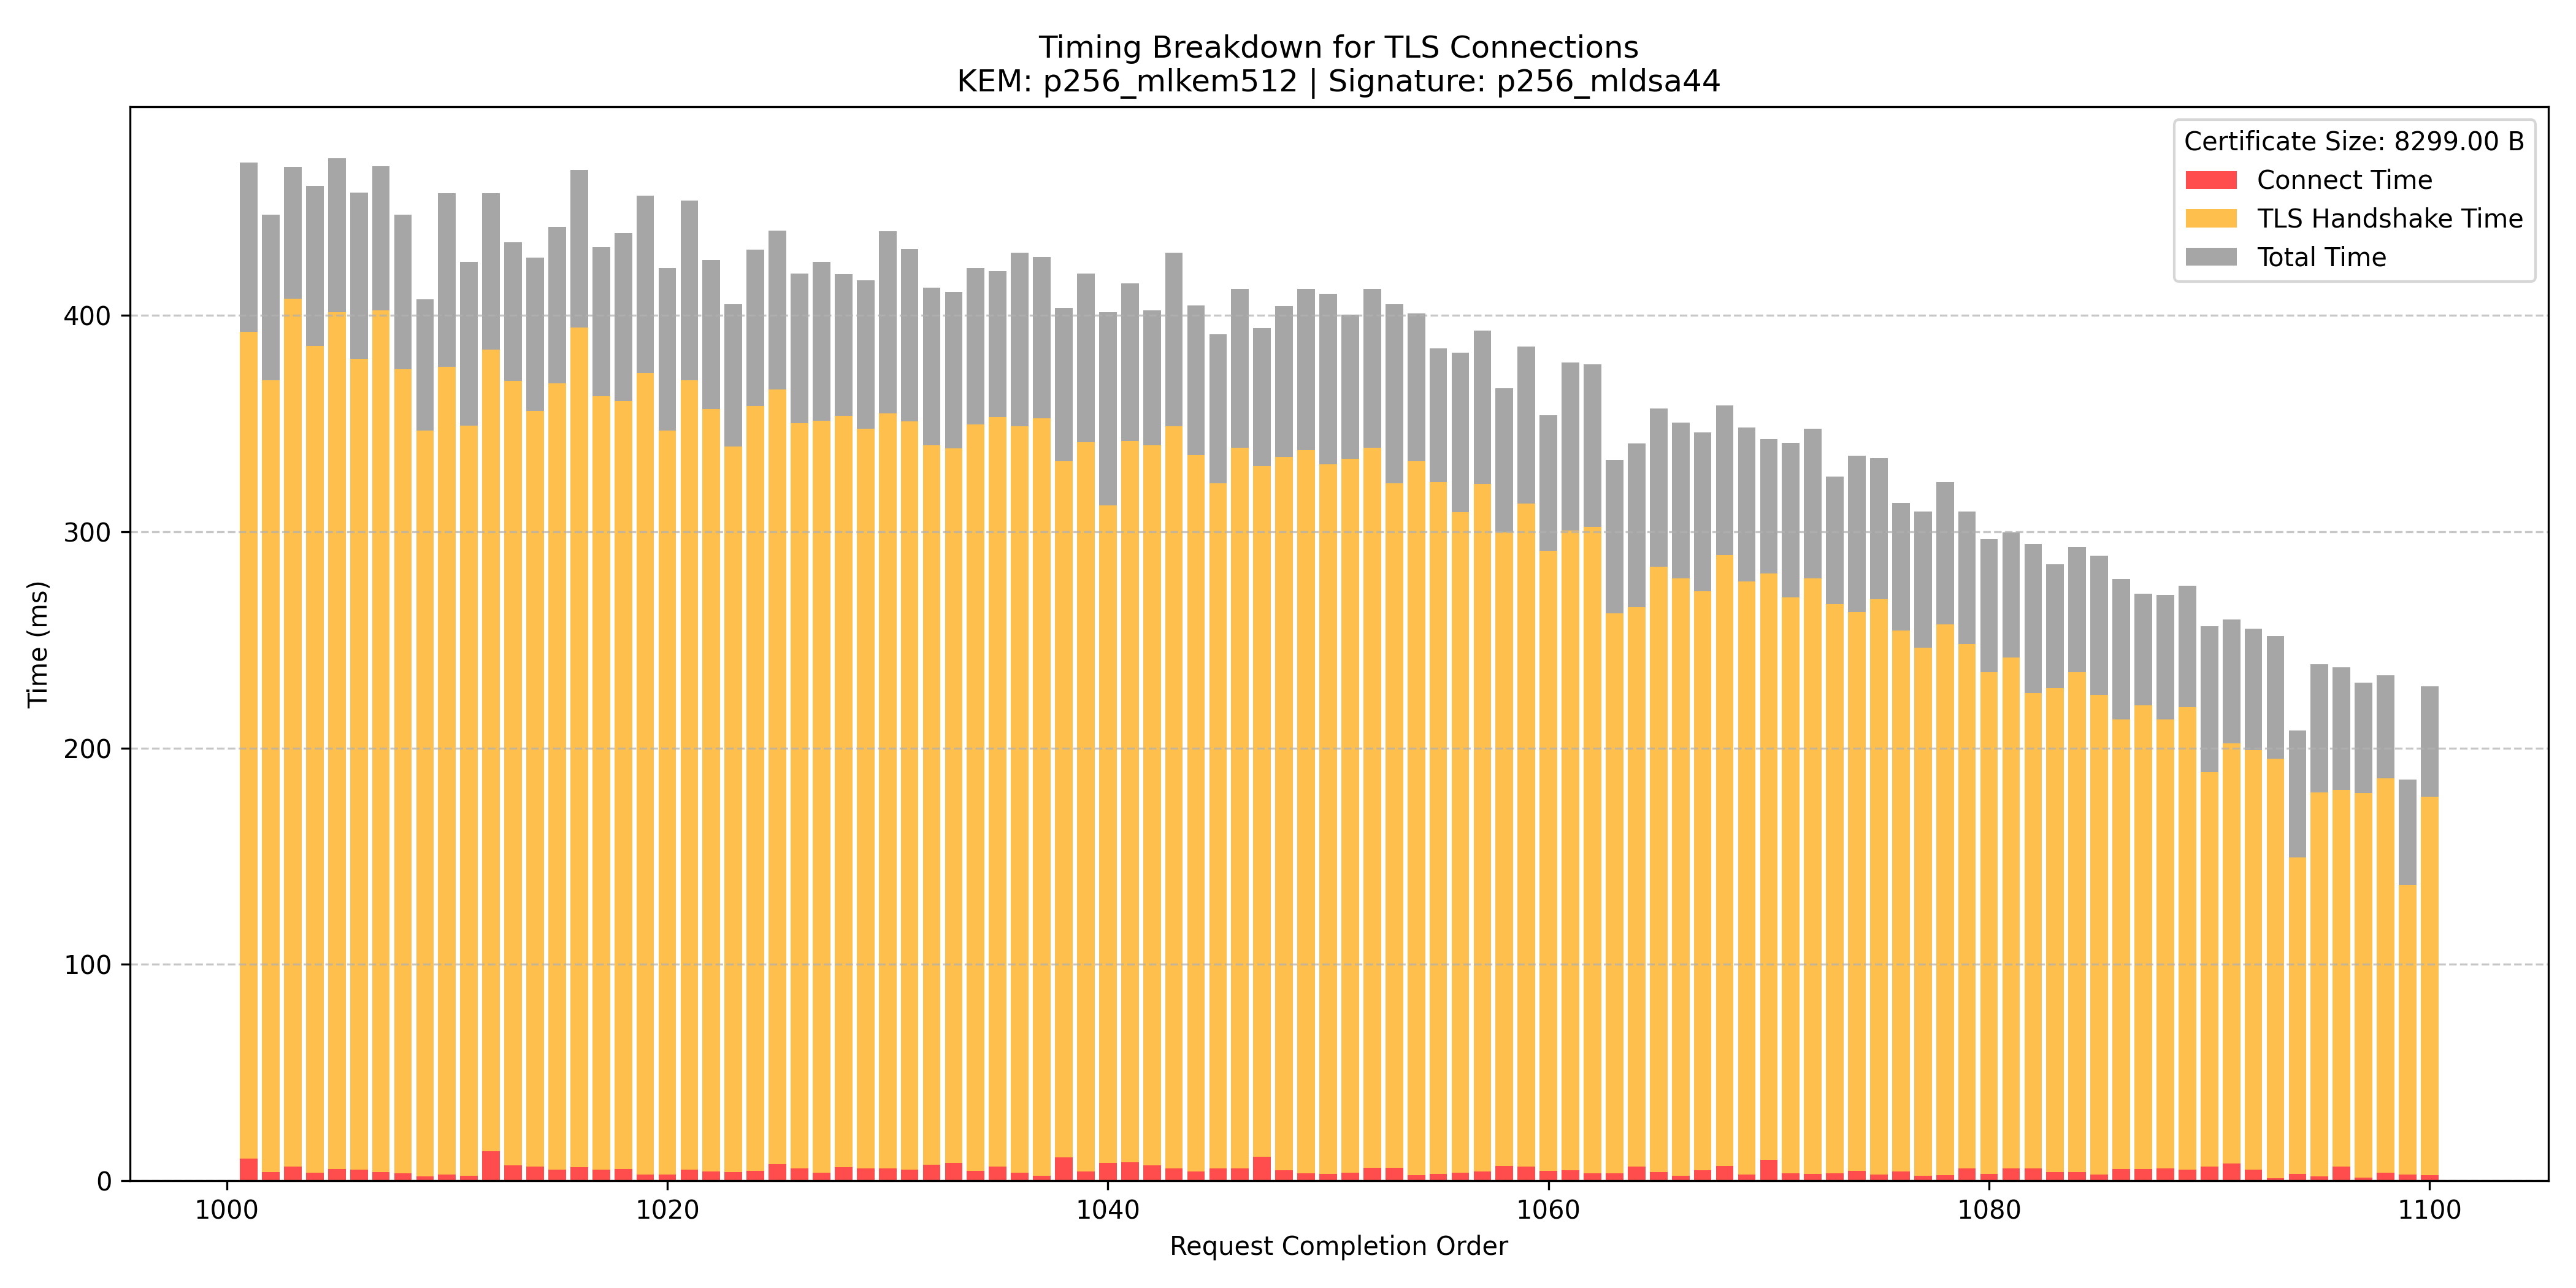 Timing Breakdown for TLS Connections
KEM: p256_mlkem512 | Signature: p256_mldsa44
Certificate Size: 8299.00 B
Connect Time
TLS Handshake Time
Total Time
Time (ms)
400
300
200
100
0
1000
1020
1040
1060
1080
1100
Request Completion Order